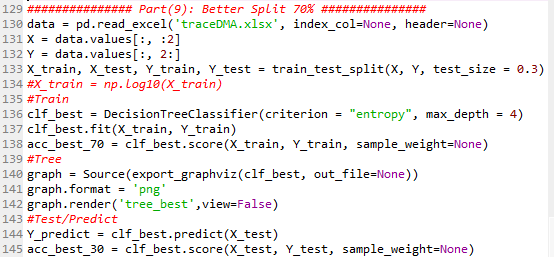 129 ############### Part(9): Better Split 70% ###############
130 data = pd.read_excel('traceDMA.xlsx', index_col=None, header=None)
131 X = data.values[:, :2]
132 Y = data.values[:, 2:]
133 X_train, X_test, Y_train, Y_test = train_test_split(X, Y, test_size = 0.3)
134 #X_train = np.log10(X_train)
135 #Train
136 clf_best = DecisionTreeClassifier(criterion = "entropy", max_depth = 4)
137 clf_best.fit(X_train, Y_train)
138 acc_best_70 = clf_best.score(X_train, Y_train, sample_weight=None)
139 #Tree
140 graph = Source(export_graphviz(clf_best, out_file=None))
141 graph.format = 'png'
142 graph.render('tree_best',view=False)
143 #Test/Predict
144 Y_predict = clf_best.predict(X_test)
145 acc_best_30 = clf_best.score(X_test, Y_test, sample_weight=None)